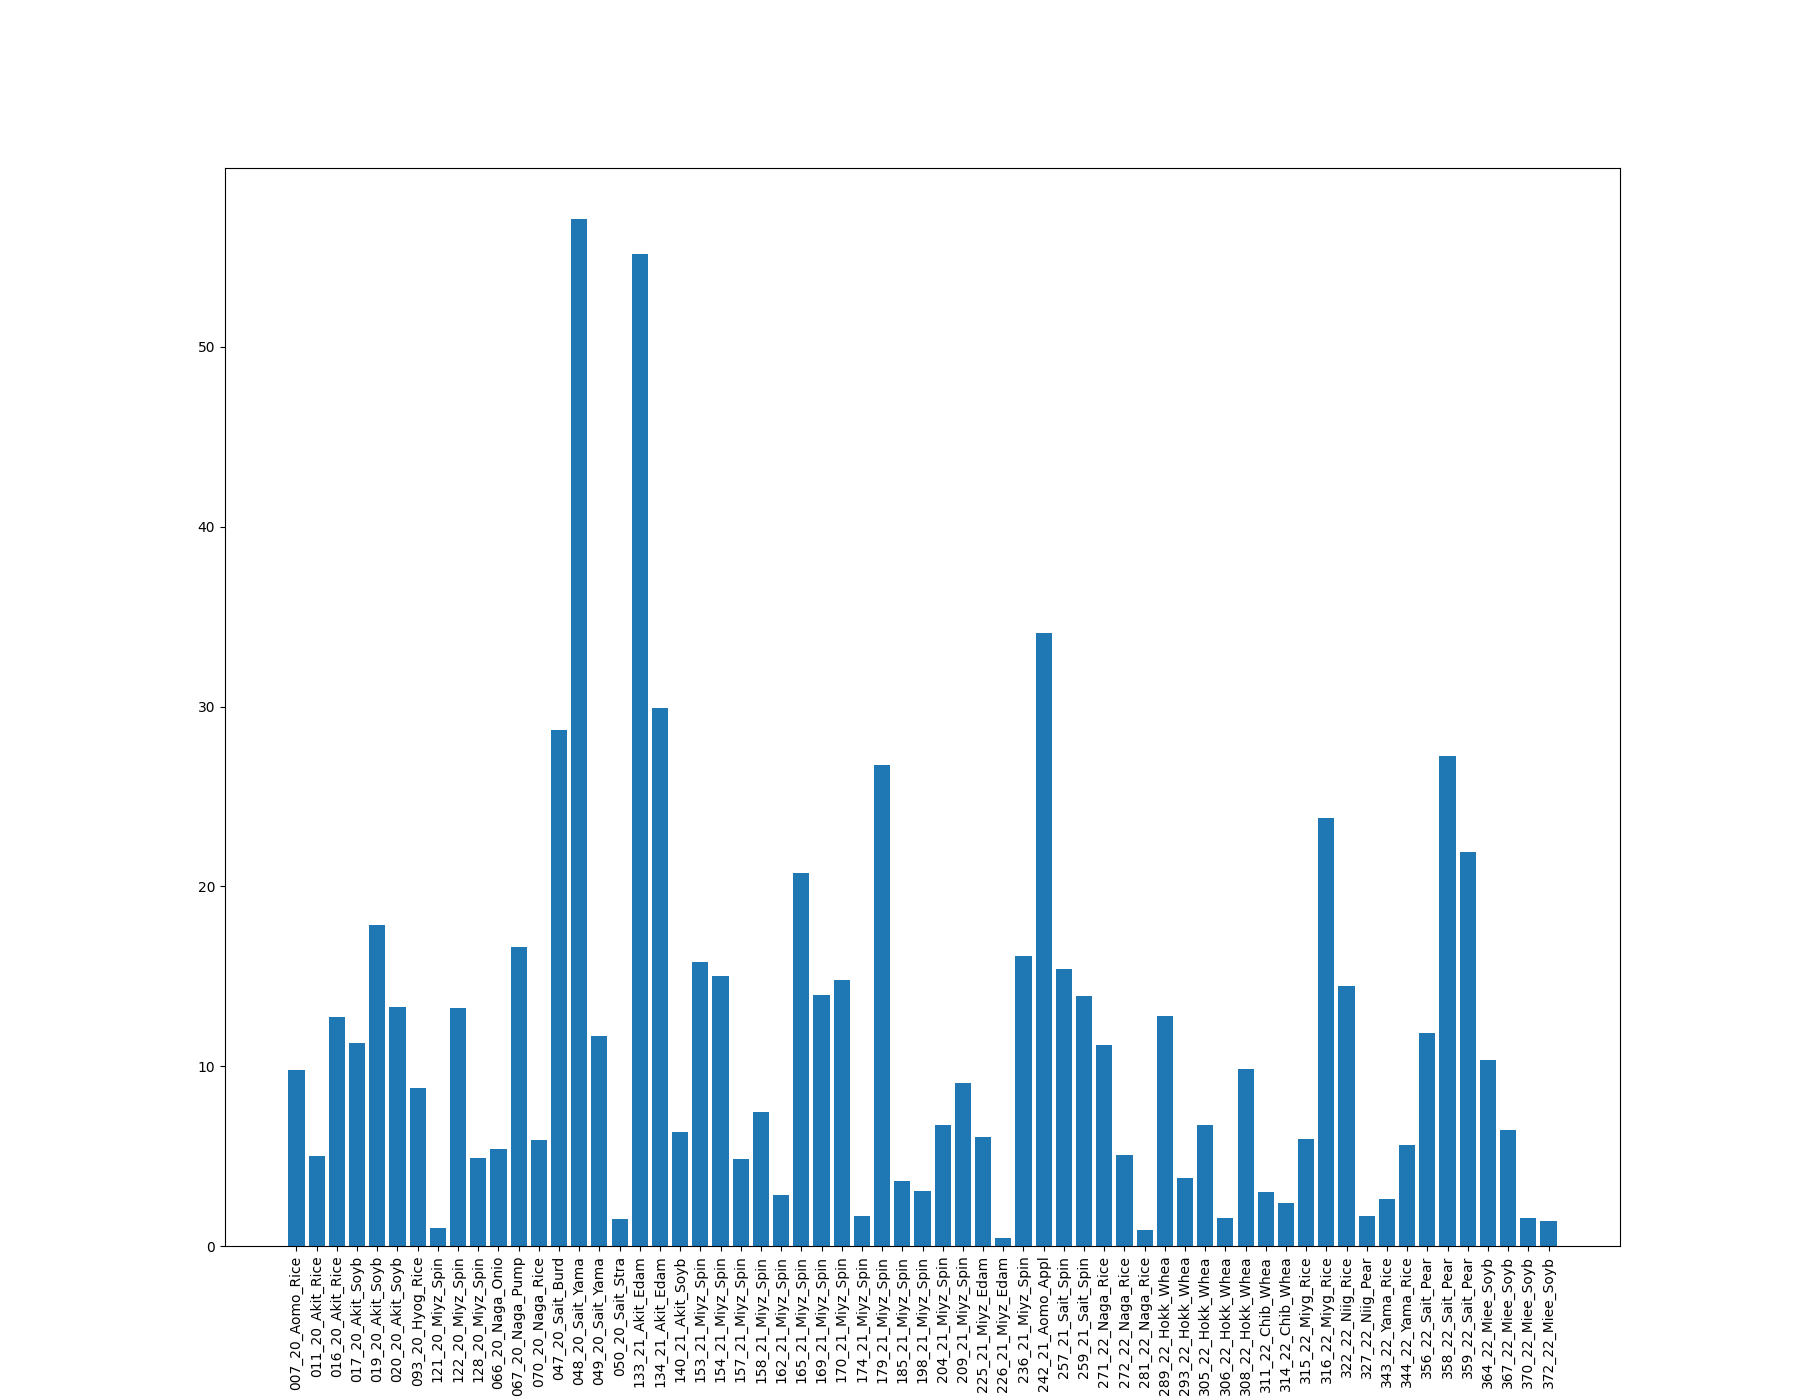 50
40
30
20
10
0
007_20_Aomo_Rice
011_20_Akit_Rice
016_20_Akit_Rice
017_20_Akit_Soyb
019_20_Akit_Soyb
020_20_Akit_Soyb
093_20_Hyog_Rice
121_20_Miyz_Spin
122_20_Miyz_Spin
128_20_Miyz_Spin
066_20_Naga_Onio
067_20_Naga_Pump
070_20_Naga_Rice
047_20_Sait_Burd
048_20_Sait_Yama
049_20_Sait_Yama
050_20_Sait_Stra
133_21_Akit_Edam
134_21_Akit_Edam
140_21_Akit_Soyb
153_21_Miyz_Spin
154_21_Miyz_Spin
157_21_Miyz_Spin
158_21_Miyz_Spin
162_21_Miyz_Spin
165_21_Miyz_Spin
169_21_Miyz_Spin
170_21_Miyz_Spin
174_21_Miyz_Spin
179_21_Miyz_Spin
185_21_Miyz_Spin
198_21_Miyz_Spin
204_21_Miyz_Spin
209_21_Miyz_Spin
225_21_Miyz_Edam
226_21_Miyz_Edam
236_21_Miyz_Spin
242_21_Aomo_Appl
257_21_Sait_Spin
259_21_Sait_Spin
271_22_Naga_Rice
272_22_Naga_Rice
281_22_Naga_Rice
289_22_Hokk_Whea
293_22_Hokk_Whea
305_22_Hokk_Whea
306_22_Hokk_Whea
308_22_Hokk_Whea
311_22_Chib_Whea
314_22_Chib_Whea
315_22_Miyg_Rice
316_22_Miyg_Rice
322_22_Niig_Rice
327_22_Niig_Pear
343_22_Yama_Rice
344_22_Yama_Rice
356_22_Sait_Pear
358_22_Sait_Pear
359_22_Sait_Pear
364_22_Miee_Soyb
367_22_Miee_Soyb
370_22_Miee_Soyb
372_22_Miee_Soyb